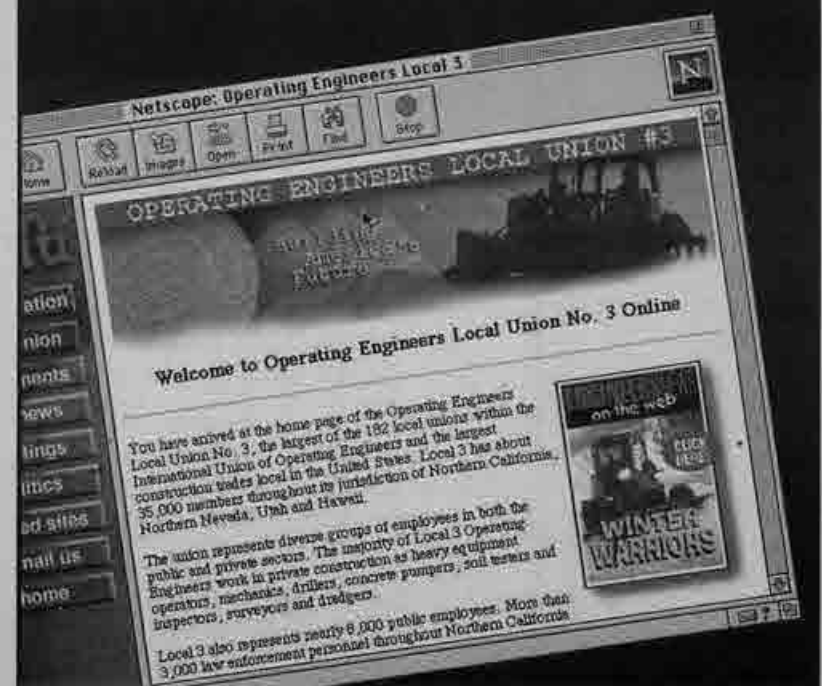 Netscape: Operating Engineers Local 3
Home Reload Images Open Print Find Stop
N
OPERATING ENGINEERS LOCAL UNION #3
Building
Future
ation
nion
ments
news
tings
itics
ed sites
mail us
home
Welcome to Operating Engineers Local Union No. 3 Online
You have arrived at the home page of the Operating Engineers
Local Union No. 3, the largest of the 182 local unions within the
International Union of Operating Engineers and the largest
construction trades local in the United States. Local 3 has about
35,000 members throughout its jurisdiction of Northern California,
Northern Nevada, Utah and Hawaii.
The union represents diverse groups of employees in both the
public and private sectors. The majority of Local 3 Operating
Engineers work in private construction as heavy equipment
operators, mechanics, drillers, concrete pumpers, soil testers and
inspectors, surveyors and dredgers.
Local 3 also represents nearly 8,000 public employees. More than
3,000 law enforcement personnel throughout Northern California
on the web
CLICK
HERE
WINTER
WARRIORS